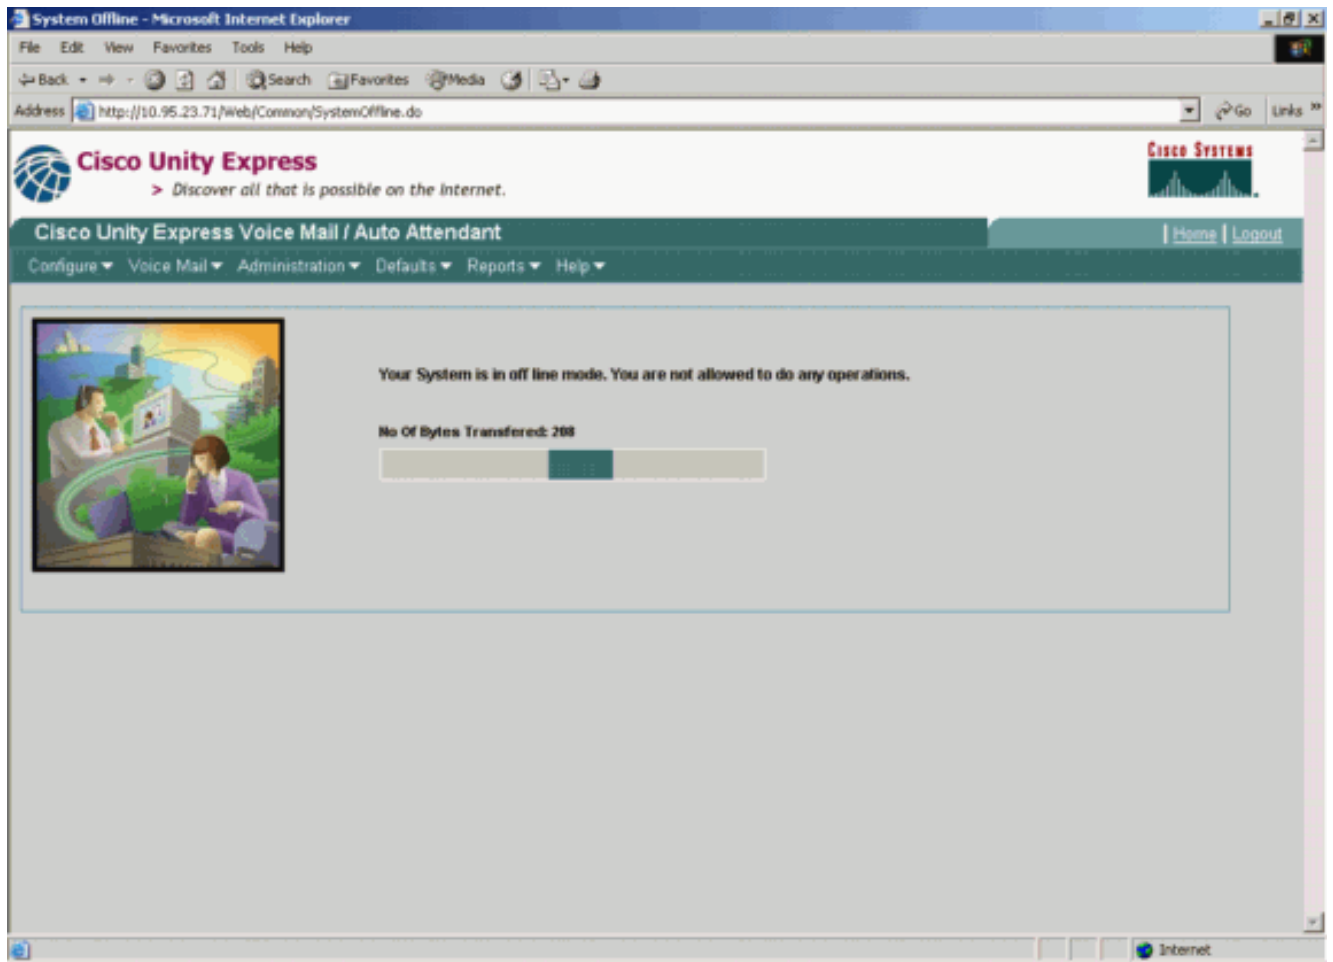 System Offline - Microsoft Internet Explorer
File Edit View Favorites Tools Help
Back Search Favorites Media
Address http://10.95.23.71/Web/Common/SystemOffline.do Go Links »
Cisco Unity Express
> Discover all that is possible on the Internet.
CISCO SYSTEMS
Cisco Unity Express Voice Mail / Auto Attendant
| Home | Logout
Configure Voice Mail Administration Defaults Reports Help
Your System is in off line mode. You are not allowed to do any operations.
No Of Bytes Transfered: 208
Internet